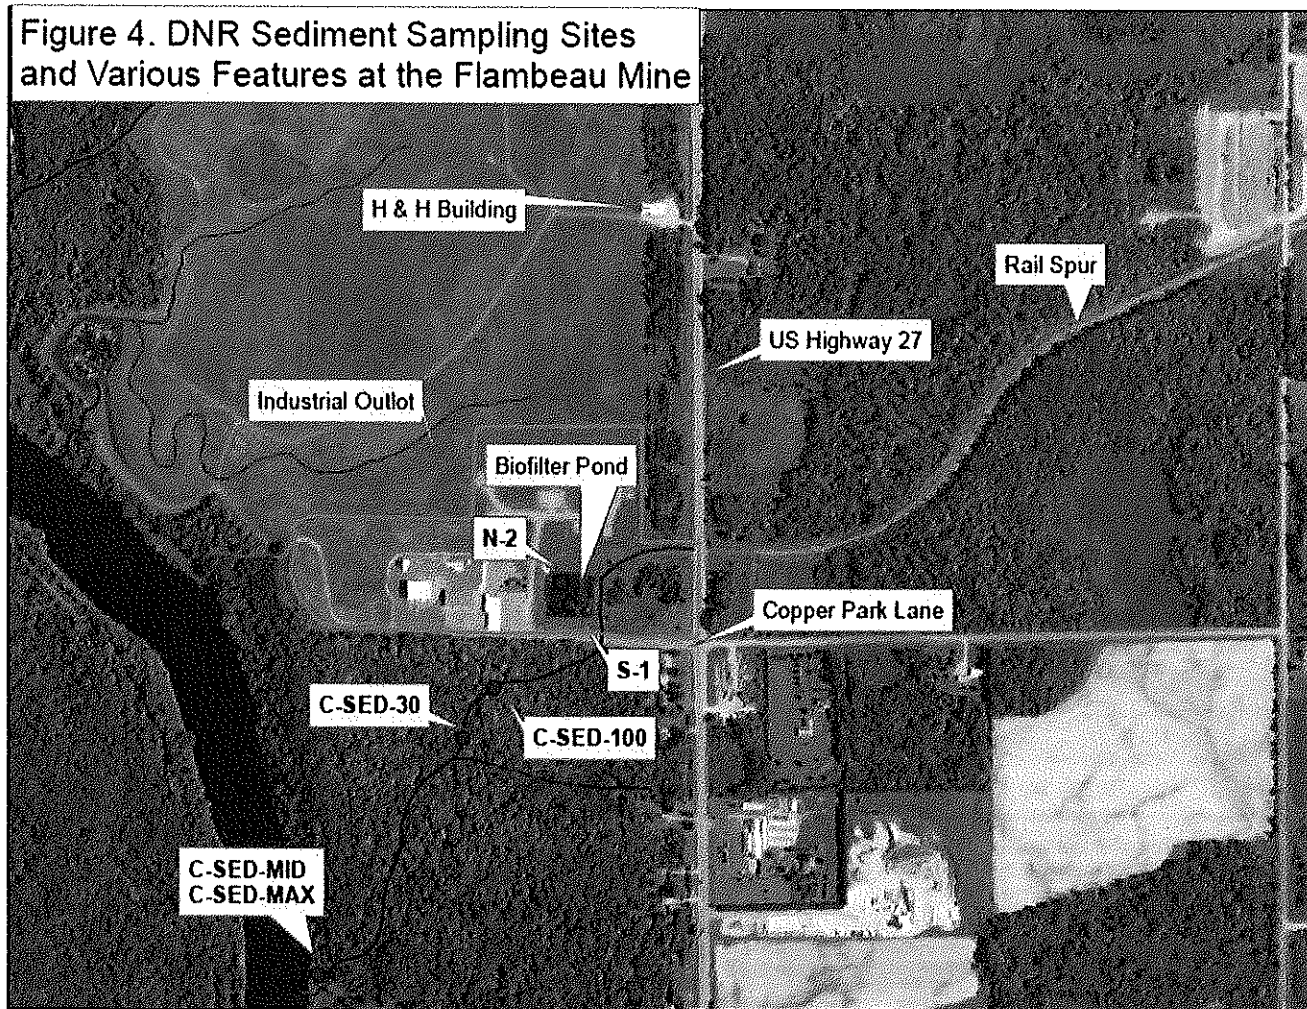 Figure 4. DNR Sediment Sampling Sites
and Various Features at the Flambeau Mine
H & H Building
Rail Spur
US Highway 27
Industrial Outlot
Biofilter Pond
N-2
Copper Park Lane
S-1
C-SED-30
C-SED-100
C-SED-MID
C-SED-MAX